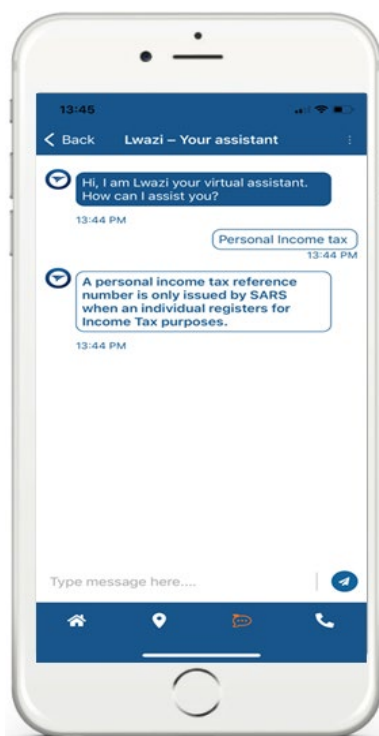 13:45
Back Lwazi – Your assistant
Hi, I am Lwazi your virtual assistant.
How can I assist you?
13:44 PM
Personal Income tax
13:44 PM
A personal income tax reference
number is only issued by SARS
when an individual registers for
Income Tax purposes.
13:44 PM
Type message here....